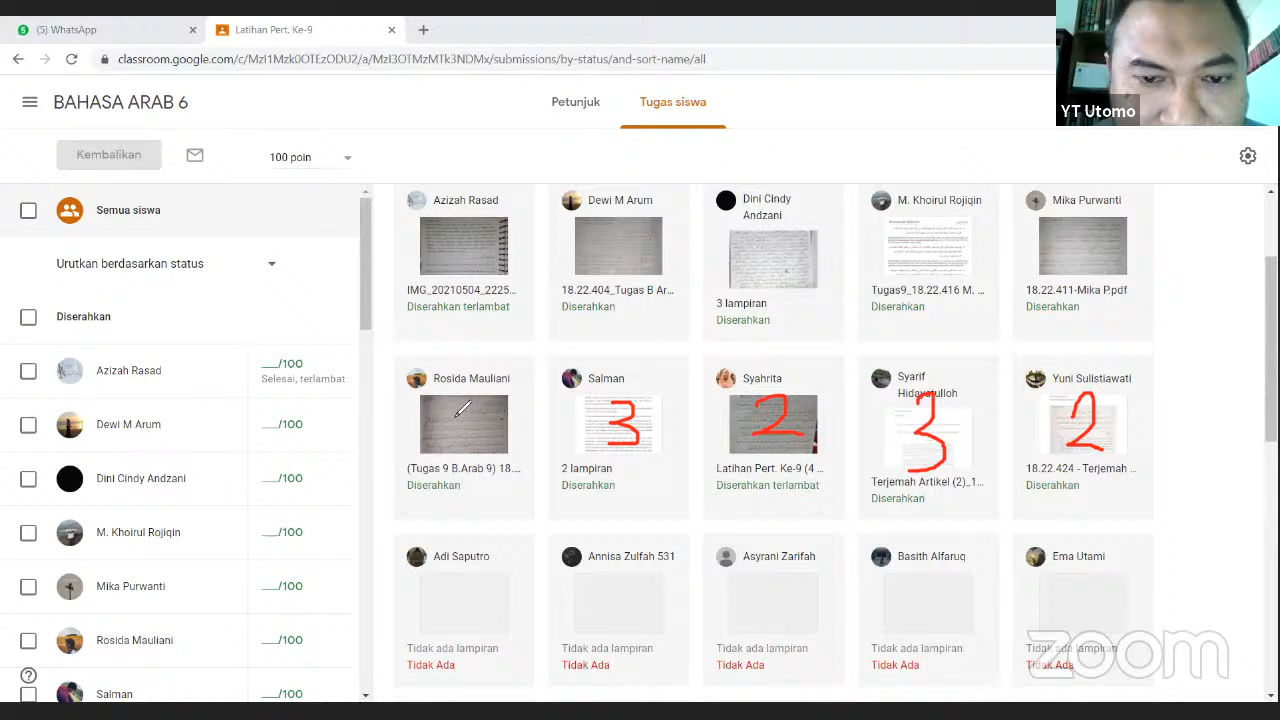 (5) WhatsApp
Latihan Pert. Ke-9
classroom.google.com/c/MzI1Mzk0OTEzODU2/a/MzI3OTMzMTk3NDMx/submissions/by-status/and-sort-name/all
YT Utomo
BAHASA ARAB 6
Petunjuk
Tugas siswa
Kembalikan
100 poin
Semua siswa
Urutkan berdasarkan status
Diserahkan
Azizah Rasad
___/100
Selesai, terlambat
Dewi M Arum
___/100
Dini Cindy Andzani
___/100
M. Khoirul Rojiqin
___/100
Mika Purwanti
___/100
Rosida Mauliani
___/100
Salman
___/100
Azizah Rasad
IMG_20210504_2225...
Diserahkan terlambat
Dewi M Arum
18.22.404_Tugas B Ar...
Diserahkan
Dini Cindy
Andzani
3 lampiran
Diserahkan
M. Khoirul Rojiqin
Tugas9_18.22.416 M. ...
Diserahkan
Mika Purwanti
18.22.411-Mika P.pdf
Diserahkan
Rosida Mauliani
(Tugas 9 B.Arab 9) 18....
Diserahkan
Salman
3
2 lampiran
Diserahkan
Syahrita
2
Latihan Pert. Ke-9 (4 ...
Diserahkan terlambat
Syarif
Hidayatulloh
3
Terjemah Artikel (2)_1...
Diserahkan
Yuni Sulistiawati
2
18.22.424 - Terjemah ...
Diserahkan
Adi Saputro
Tidak ada lampiran
Tidak Ada
Annisa Zulfah 531
Tidak ada lampiran
Tidak Ada
Asyrani Zarifah
Tidak ada lampiran
Tidak Ada
Basith Alfaruq
Tidak ada lampiran
Tidak Ada
Ema Utami
Tidak ada lampiran
Tidak Ada
zoom